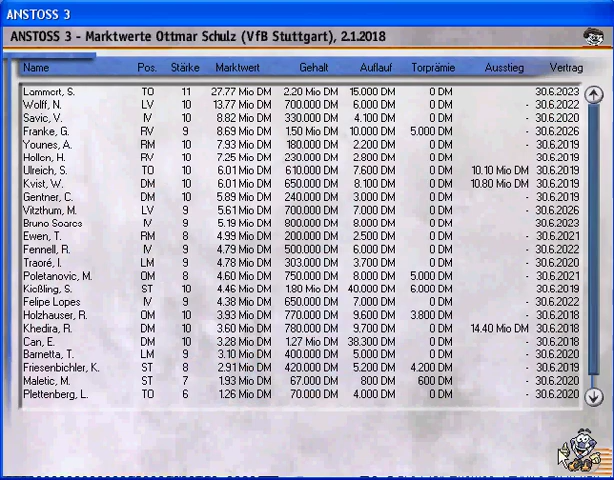 ANSTOSS 3
ANSTOSS 3 - Marktwerte Ottmar Schulz (VfB Stuttgart), 2.1.2018
Name Pos. Stärke Marktwert Gehalt Auflauf Torprämie Ausstieg Vertrag
Lammert, S. TO 11 27.77 Mio DM 2.20 Mio DM 15.000 DM 0 DM - 30.6.2023
Wolff, N. LV 10 13.77 Mio DM 700.000 DM 6.000 DM 0 DM - 30.6.2022
Savic, V. IV 10 8.82 Mio DM 330.000 DM 4.100 DM 0 DM - 30.6.2020
Franke, G. RV 9 8.69 Mio DM 1.50 Mio DM 10.000 DM 5.000 DM - 30.6.2026
Younes, A. RM 10 7.93 Mio DM 180.000 DM 2.200 DM 0 DM - 30.6.2019
Hollen, H. RV 10 7.25 Mio DM 230.000 DM 2.800 DM 0 DM - 30.6.2019
Ulreich, S. TO 10 6.01 Mio DM 610.000 DM 7.600 DM 0 DM 10.10 Mio DM 30.6.2019
Kvist, W. DM 10 6.01 Mio DM 650.000 DM 8.100 DM 0 DM 10.80 Mio DM 30.6.2019
Gentner, C. DM 10 5.89 Mio DM 240.000 DM 3.000 DM 0 DM - 30.6.2019
Vitzthum, M. LV 9 5.61 Mio DM 700.000 DM 7.000 DM 0 DM - 30.6.2026
Bruno Soares IV 9 5.19 Mio DM 800.000 DM 8.000 DM 0 DM - 30.6.2023
Ewen, T. RM 8 4.99 Mio DM 200.000 DM 2.500 DM 0 DM - 30.6.2021
Fennell, R. IV 9 4.79 Mio DM 500.000 DM 6.000 DM 0 DM - 30.6.2022
Traoré, I. LM 9 4.78 Mio DM 303.000 DM 3.700 DM 0 DM - 30.6.2020
Poletanovic, M. OM 8 4.60 Mio DM 750.000 DM 8.000 DM 5.000 DM - 30.6.2021
Kießling, S. ST 10 4.46 Mio DM 1.80 Mio DM 40.000 DM 6.000 DM - 30.6.2019
Felipe Lopes IV 9 4.38 Mio DM 650.000 DM 7.000 DM 0 DM - 30.6.2022
Holzhauser, R. OM 10 3.93 Mio DM 770.000 DM 9.600 DM 3.800 DM - 30.6.2018
Khedira, R. DM 10 3.60 Mio DM 780.000 DM 9.700 DM 0 DM 14.40 Mio DM 30.6.2018
Can, E. DM 10 3.28 Mio DM 1.27 Mio DM 38.300 DM 0 DM - 30.6.2018
Barnetta, T. LM 9 3.10 Mio DM 400.000 DM 5.000 DM 0 DM - 30.6.2020
Friesenbichler, K. ST 8 2.91 Mio DM 420.000 DM 5.200 DM 4.200 DM - 30.6.2019
Maletic, M. ST 7 1.93 Mio DM 67.000 DM 800 DM 600 DM - 30.6.2020
Plettenberg, L. TO 6 1.26 Mio DM 70.000 DM 4.000 DM 0 DM - 30.6.2020